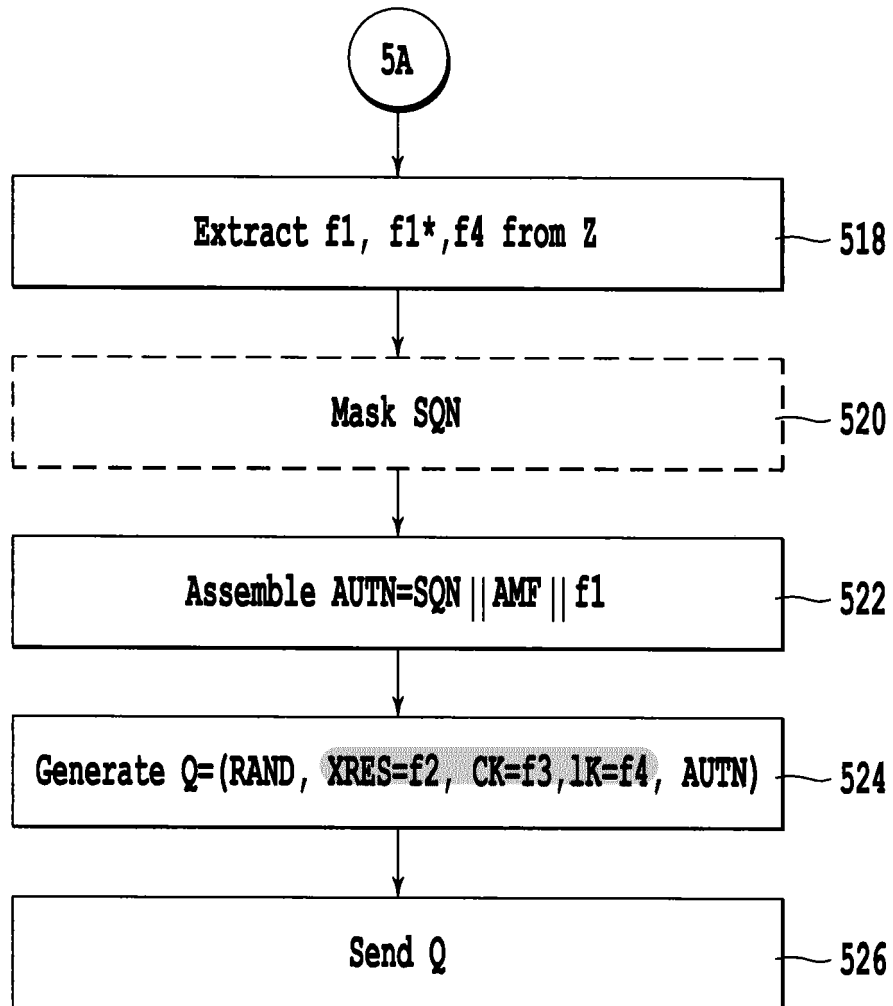 5A
Extract f1, f1*,f4 from Z
518
Mask SQN
520
Assemble AUTN=SQN||AMF||f1
522
Generate Q=(RAND, XRES=f2, CK=f3,lK=f4, AUTN)
524
Send Q
526